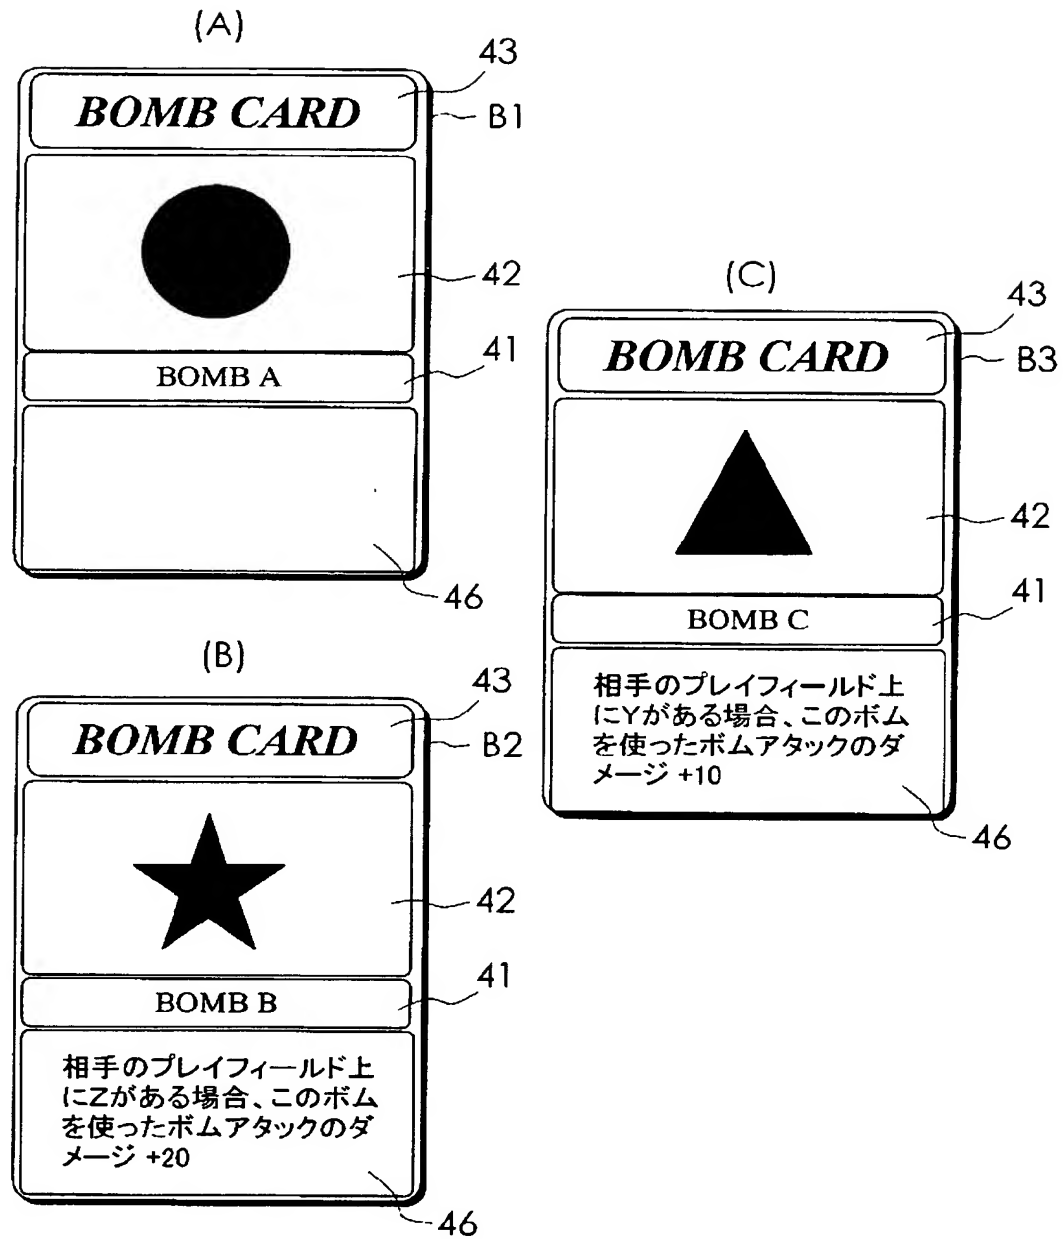 (A)
43
BOMB CARD
B1
42
41
BOMB A
46
(B)
43
BOMB CARD
B2
42
41
BOMB B
相手のプレイフィールド上
にZがある場合、このボム
を使ったボムアタックのダ
メージ +20
46
(C)
43
BOMB CARD
B3
42
41
BOMB C
相手のプレイフィールド上
にYがある場合、このボム
を使ったボムアタックのダ
メージ +10
46